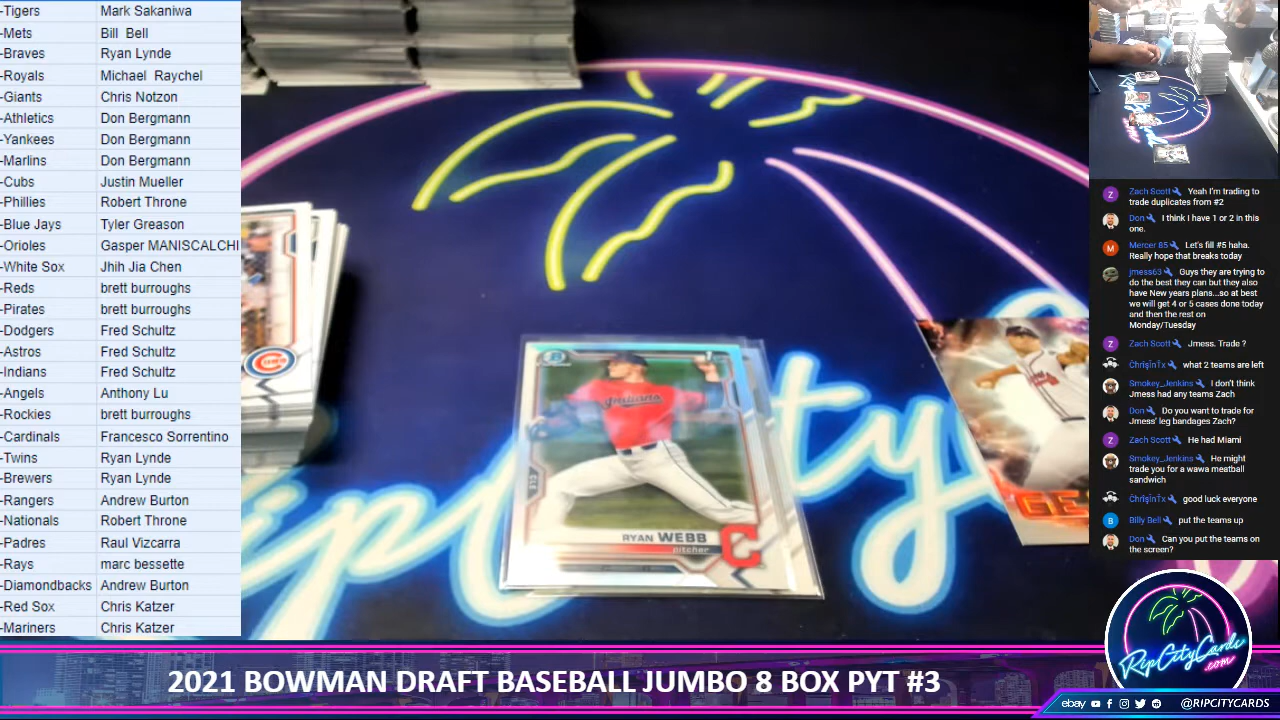 -Tigers Mark Sakaniwa
-Mets Bill Bell
-Braves Ryan Lynde
-Royals Michael Raychel
-Giants Chris Notzon
-Athletics Don Bergmann
-Yankees Don Bergmann
-Marlins Don Bergmann
-Cubs Justin Mueller
-Phillies Robert Throne
-Blue Jays Tyler Greason
-Orioles Gasper MANISCALCHI
-White Sox Jhih Jia Chen
-Reds brett burroughs
-Pirates brett burroughs
-Dodgers Fred Schultz
-Astros Fred Schultz
-Indians Fred Schultz
-Angels Anthony Lu
-Rockies brett burroughs
-Cardinals Francesco Sorrentino
-Twins Ryan Lynde
-Brewers Ryan Lynde
-Rangers Andrew Burton
-Nationals Robert Throne
-Padres Raul Vizcarra
-Rays marc bessette
-Diamondbacks Andrew Burton
-Red Sox Chris Katzer
-Mariners Chris Katzer
Indians
RYAN WEBB
pitcher
C
GES
Z Zach Scott Yeah I'm trading to
trade duplicates from #2
Don I think I have 1 or 2 in this
one.
M Mercer 85 Let's fill #5 haha.
Really hope that breaks today
jmess63 Guys they are trying to
do the best they can but they also
have New years plans...so at best
we will get 4 or 5 cases done today
and then the rest on
Monday/Tuesday
Z Zach Scott Jmess. Trade ?
what 2 teams are left
Smokey_Jenkins I don't think
Jmess had any teams Zach
Don Do you want to trade for
Jmess' leg bandages Zach?
Z Zach Scott He had Miami
Smokey_Jenkins He might
trade you for a wawa meatball
sandwich
good luck everyone
B Billy Bell put the teams up
Don Can you put the teams on
the screen?
RipCityCards
.com
2021 BOWMAN DRAFT BASEBALL JUMBO 8 BOX PYT #3
ebay @RIPCITYCARDS